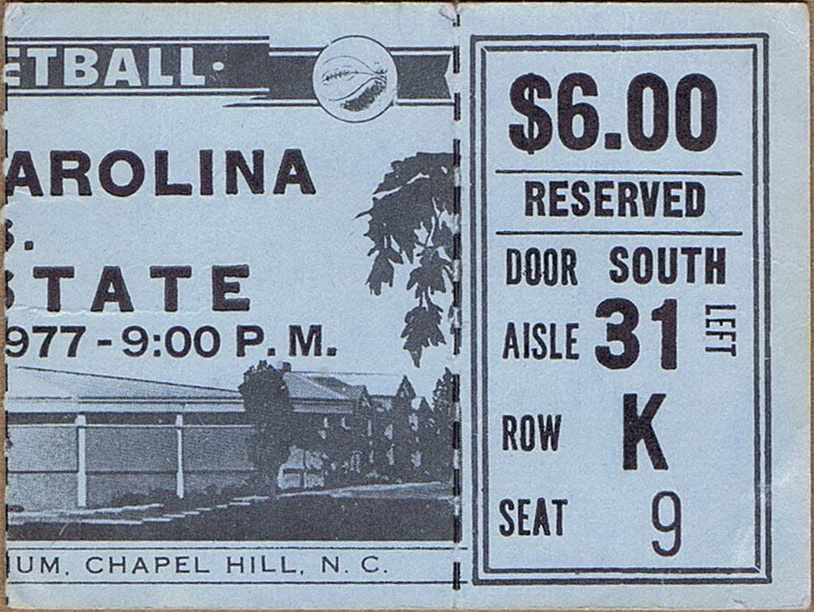 ETBALL·
AROLINA
S.
STATE
977 - 9:00 P. M.
IUM, CHAPEL HILL, N. C.
$6.00
RESERVED
DOOR SOUTH
AISLE 31 LEFT
ROW K
SEAT 9